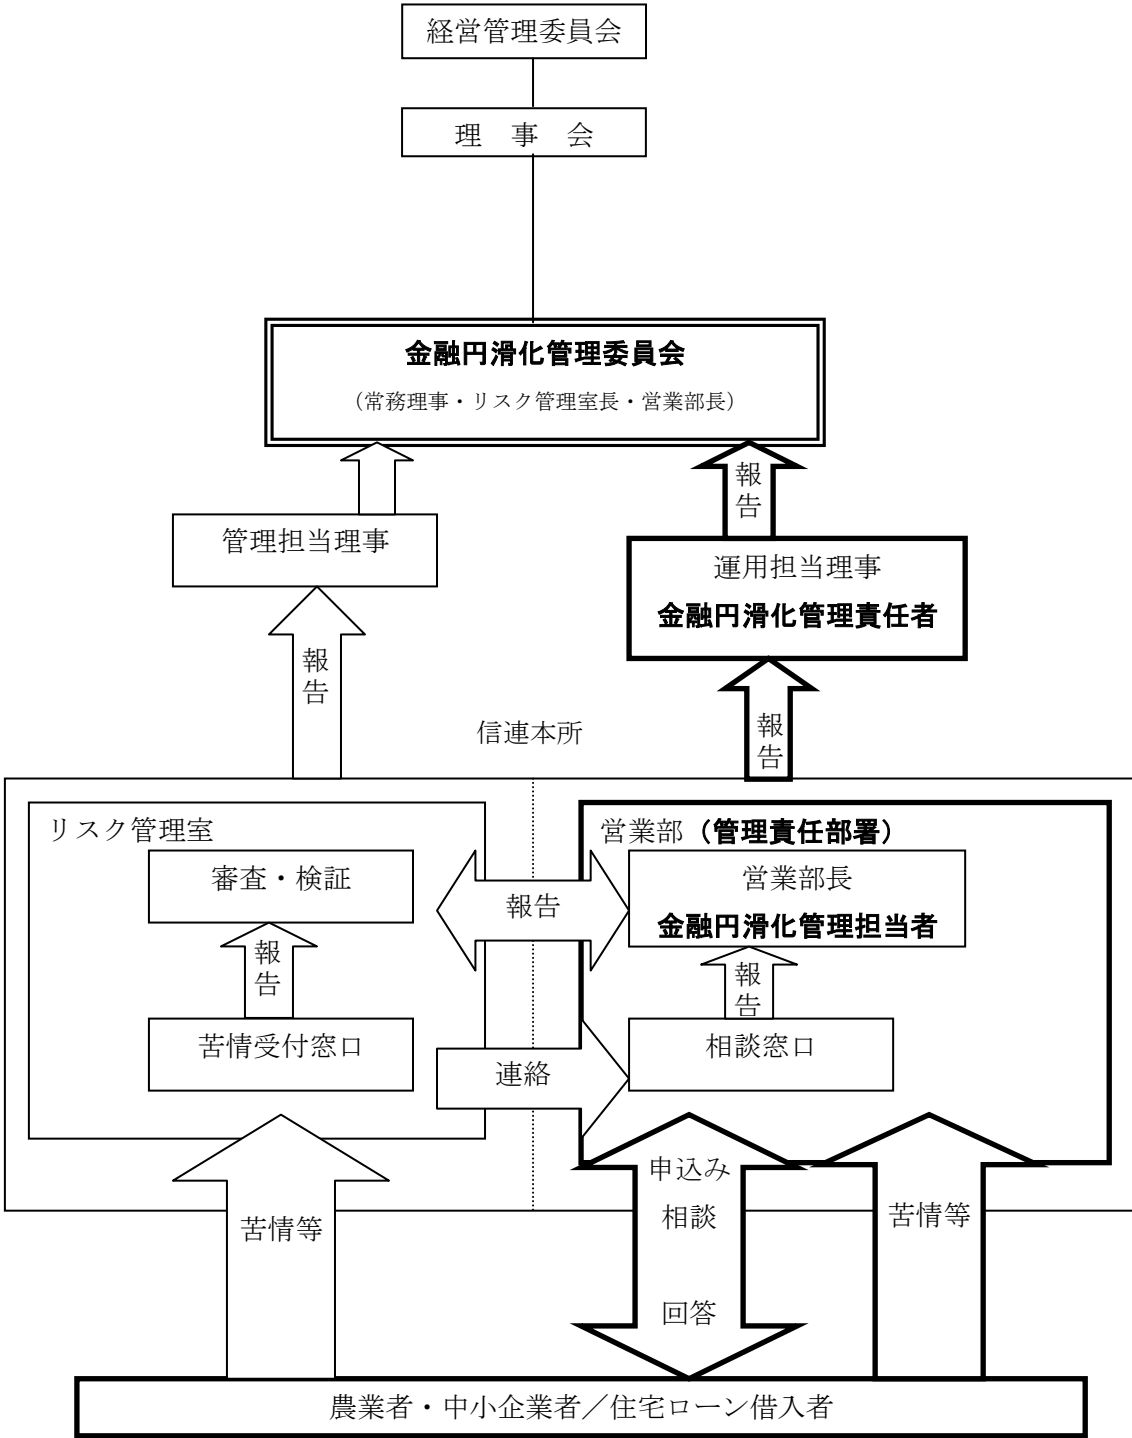 経営管理委員会
理　事　会
金融円滑化管理委員会
（常務理事・リスク管理室長・営業部長）
報告
管理担当理事
運用担当理事
金融円滑化管理責任者
報告
報告
信連本所
リスク管理室
営業部（管理責任部署）
審査・検証
報告
営業部長
金融円滑化管理担当者
報告
報告
苦情受付窓口
連絡
相談窓口
申込み
相談
回答
苦情等
苦情等
農業者・中小企業者／住宅ローン借入者